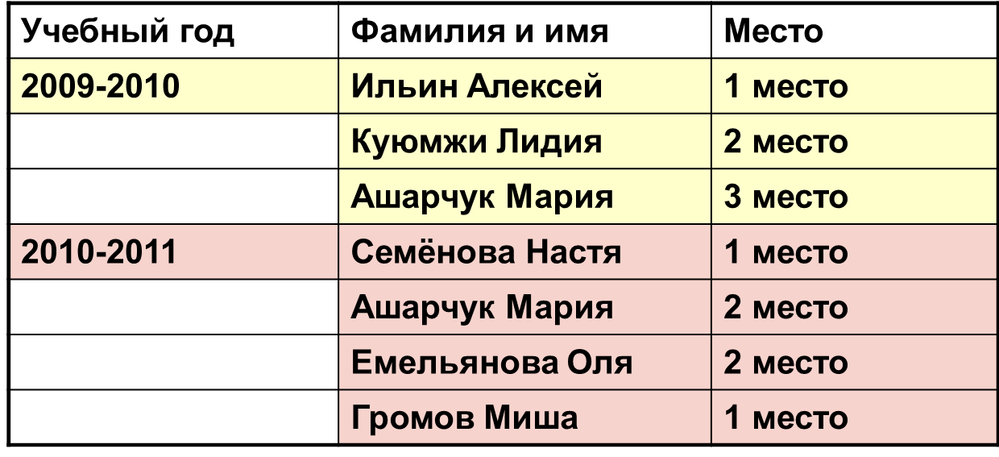 Учебный год Фамилия и имя Место
2009-2010 Ильин Алексей 1 место
Куюмжи Лидия 2 место
Ашарчук Мария 3 место
2010-2011 Семёнова Настя 1 место
Ашарчук Мария 2 место
Емельянова Оля 2 место
Громов Миша 1 место